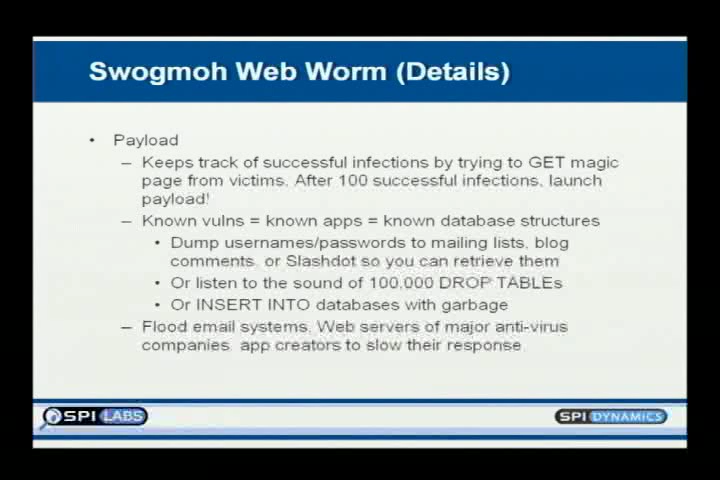 Swogmoh Web Worm (Details)
• Payload
– Keeps track of successful infections by trying to GET magic
page from victims. After 100 successful infections, launch
payload!
– Known vulns = known apps = known database structures
• Dump usernames/passwords to mailing lists, blog
comments, or Slashdot so you can retrieve them
• Or listen to the sound of 100,000 DROP TABLEs
• Or INSERT INTO databases with garbage
– Flood email systems, Web servers of major anti-virus
companies, app creators to slow their response
SPI LABS
SPI DYNAMICS